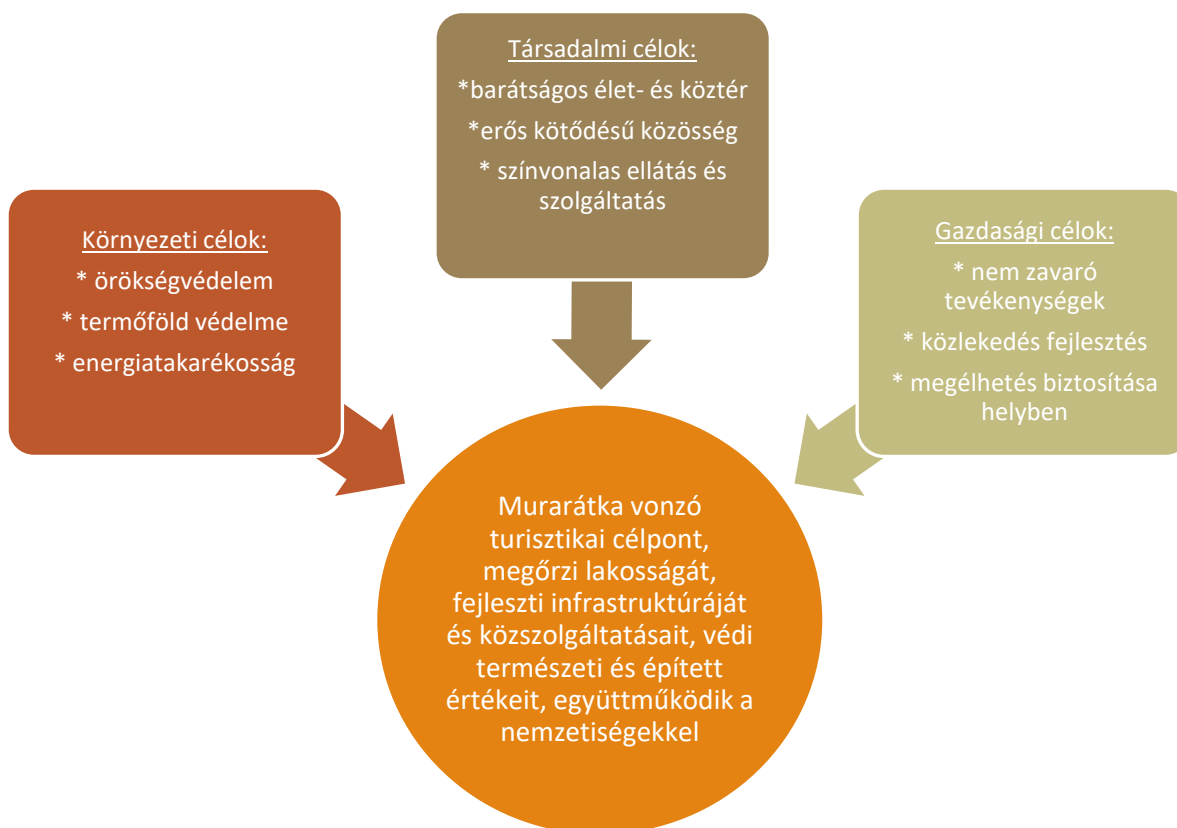 Társadalmi célok:
*barátságos élet- és köztér
*erős kötődésű közösség
* színvonalas ellátás és
szolgáltatás
Környezeti célok:
* örökségvédelem
* termőföld védelme
* energiatakarékosság
Gazdasági célok:
* nem zavaró
tevékenységek
* közlekedés fejlesztés
* megélhetés biztosítása
helyben
Murarátka vonzó
turisztikai célpont,
megőrzi lakosságát,
fejleszti infrastruktúráját
és közszolgáltatásait, védi
természeti és épített
értékeit, együttműködik a
nemzetiségekkel